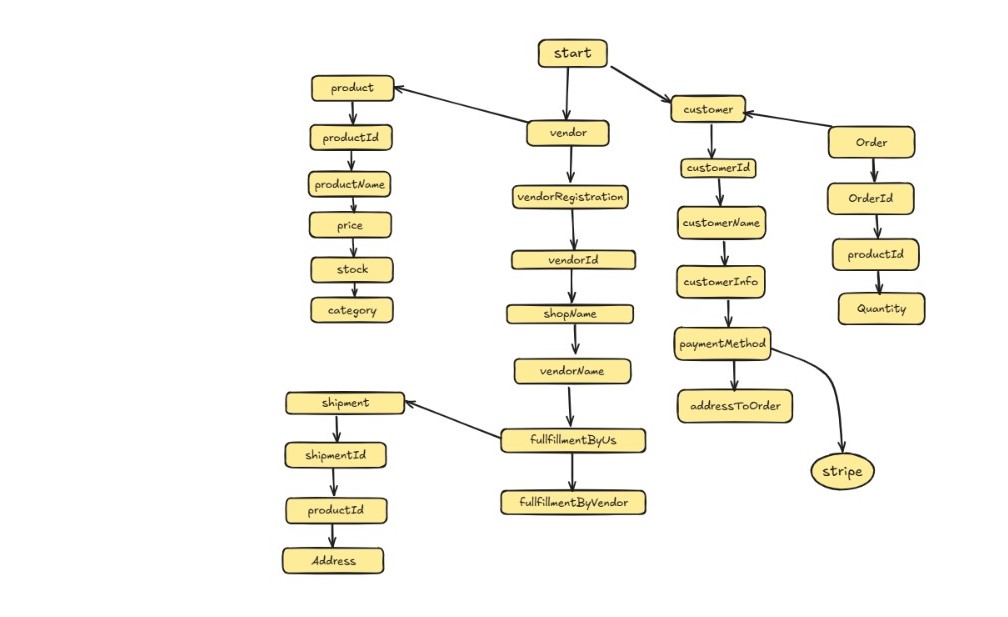 start
product
productId
productName
price
stock
category
vendor
vendorRegistration
vendorId
shopName
vendorName
fullfillmentByUs
fullfillmentByVendor
shipment
shipmentId
productId
Address
customer
customerId
customerName
customerInfo
paymentMethod
addressToOrder
stripe
Order
OrderId
productId
Quantity